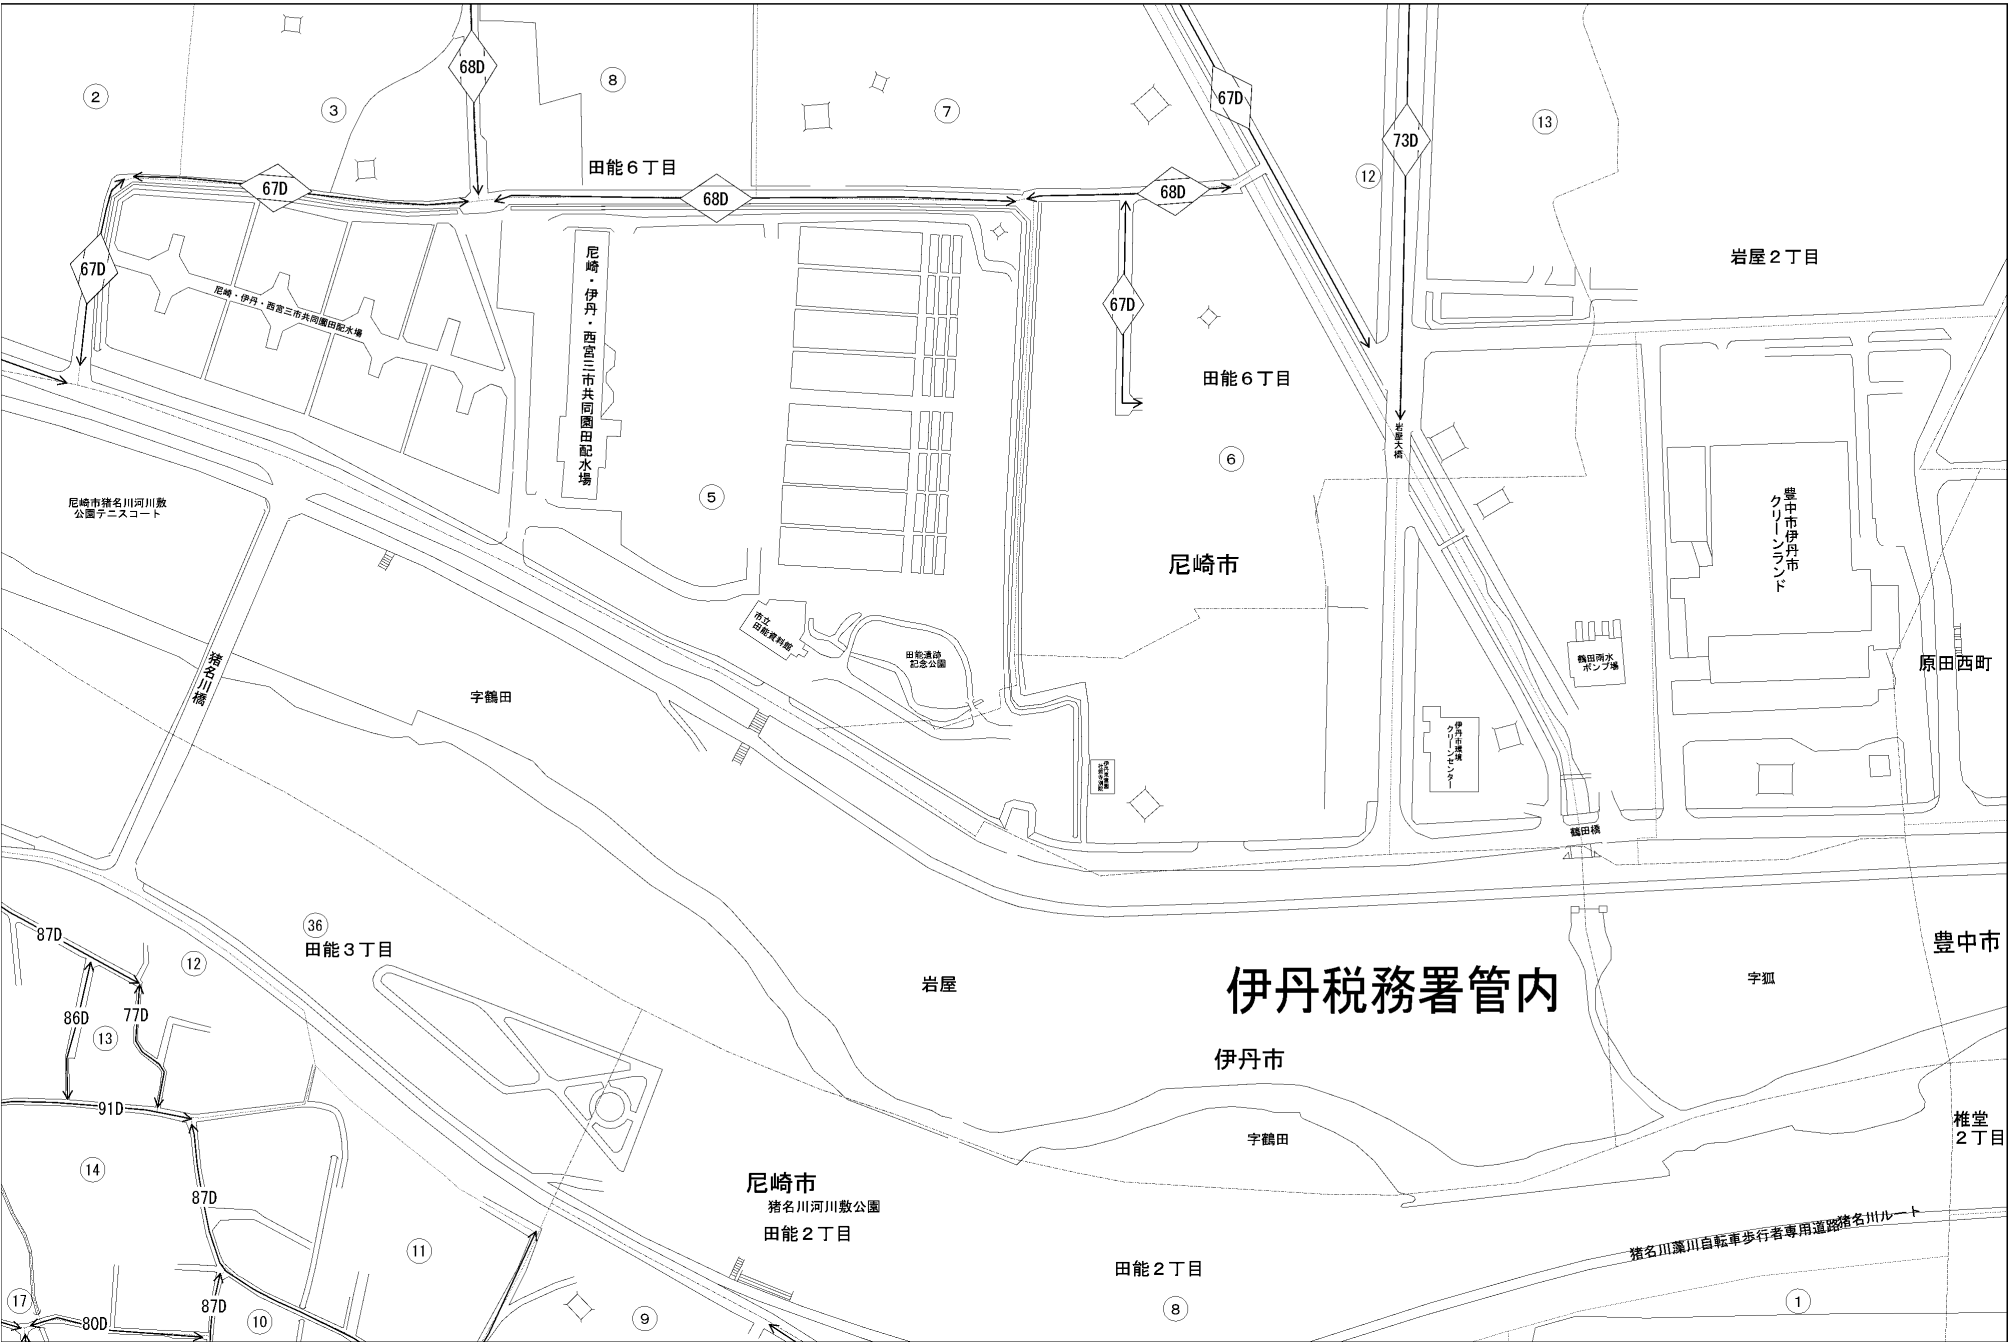 68D
②
③
⑧
⑦
67D
73D
⑬
⑫
田能６丁目
67D
68D
68D
67D
67D
岩屋２丁目
尼崎・伊丹・西宮三市共同園田配水場
尼崎・伊丹・西宮三市共同園田配水場
田能６丁目
岩屋大橋
⑥
⑤
尼崎市猪名川河川敷
公園テニスコート
豊中市伊丹市
クリーンランド
尼崎市
市立
田能資料館
田能遺跡
記念公園
鶴田雨水
ポンプ場
原田西町
猪名川橋
字鶴田
伊丹市環境
クリーンセンター
鶴田橋
87D
⑫
㊱
田能３丁目
岩屋
伊丹税務署管内
字狐
豊中市
86D
77D
⑬
伊丹市
91D
字鶴田
椎堂
２丁目
⑭
87D
尼崎市
猪名川河川敷公園
田能２丁目
猪名川藻川自転車歩行者専用道路猪名川ルート
⑪
田能２丁目
⑧
①
⑰
80D
87D
⑩
⑨